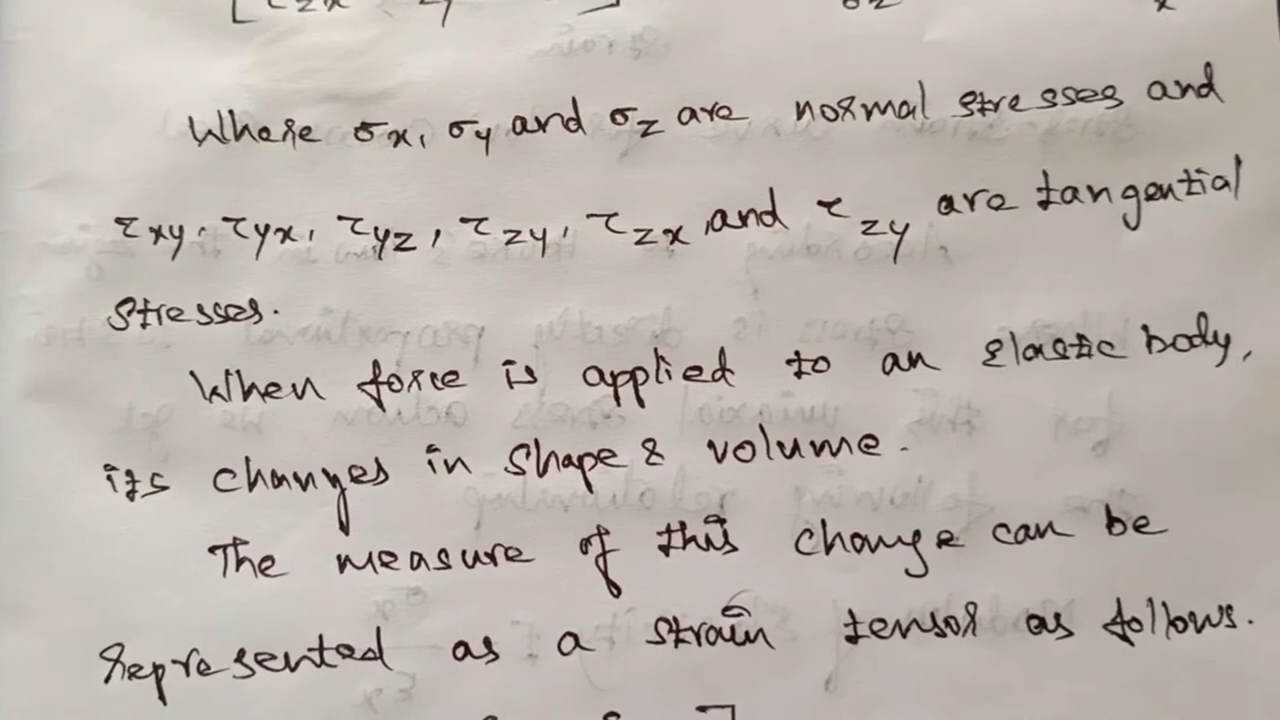 Where σx, σy and σz are normal stresses and
τxy, τyx, τyz, τzy, τzx and τzy are tangential
stresses.
When force is applied to an elastic body,
its changes in shape & volume.
The measure of this change can be
represented as a strain tensor as follows.